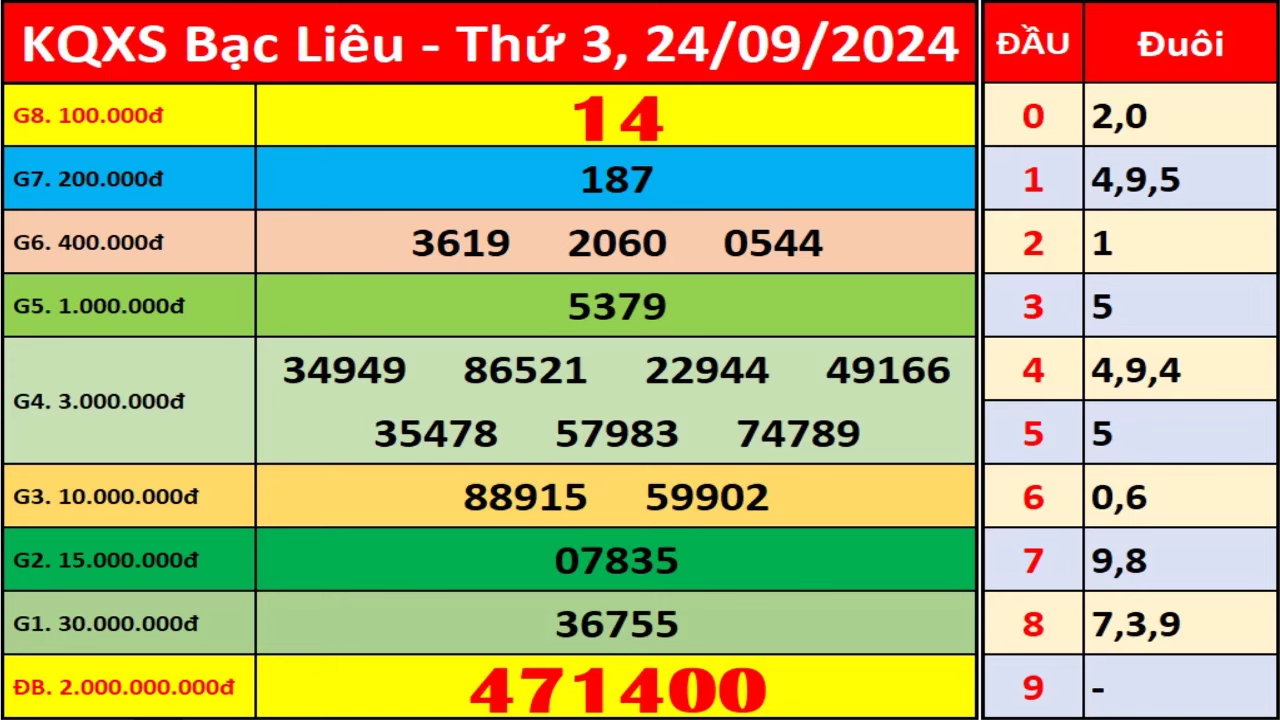 KQXS Bạc Liêu - Thứ 3, 24/09/2024
G8. 100.000đ 14
G7. 200.000đ 187
G6. 400.000đ 3619 2060 0544
G5. 1.000.000đ 5379
G4. 3.000.000đ 34949 86521 22944 49166
35478 57983 74789
G3. 10.000.000đ 88915 59902
G2. 15.000.000đ 07835
G1. 30.000.000đ 36755
ĐB. 2.000.000.000đ 471400
ĐẦU Đuôi
0 2,0
1 4,9,5
2 1
3 5
4 4,9,4
5 5
6 0,6
7 9,8
8 7,3,9
9 -